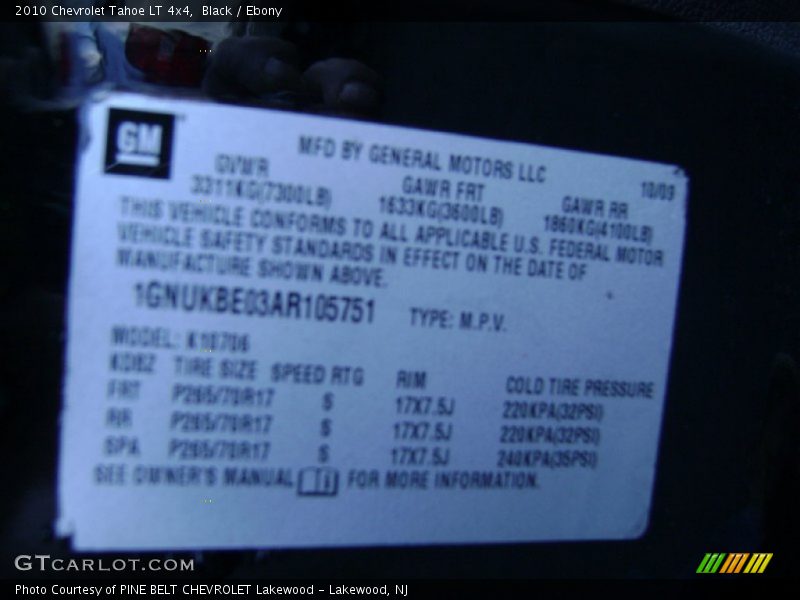 2010 Chevrolet Tahoe LT 4x4, Black / Ebony
GM
MFD BY GENERAL MOTORS LLC
10/09
GVWR GAWR FRT GAWR RR
3311KG(7300LB) 1633KG(3600LB) 1860KG(4100LB)
THIS VEHICLE CONFORMS TO ALL APPLICABLE U.S. FEDERAL MOTOR
VEHICLE SAFETY STANDARDS IN EFFECT ON THE DATE OF
MANUFACTURE SHOWN ABOVE.
1GNUKBE03AR105751 TYPE: M.P.V.
MODEL: K10706
TIRE SIZE SPEED RTG RIM COLD TIRE PRESSURE
FRT P265/70R17 S 17X7.5J 220KPA(32PSI)
RR P265/70R17 S 17X7.5J 220KPA(32PSI)
SPA P265/70R17 S 17X7.5J 240KPA(35PSI)
SEE OWNER'S MANUAL FOR MORE INFORMATION.
GTCARLOT.COM
Photo Courtesy of PINE BELT CHEVROLET Lakewood - Lakewood, NJ